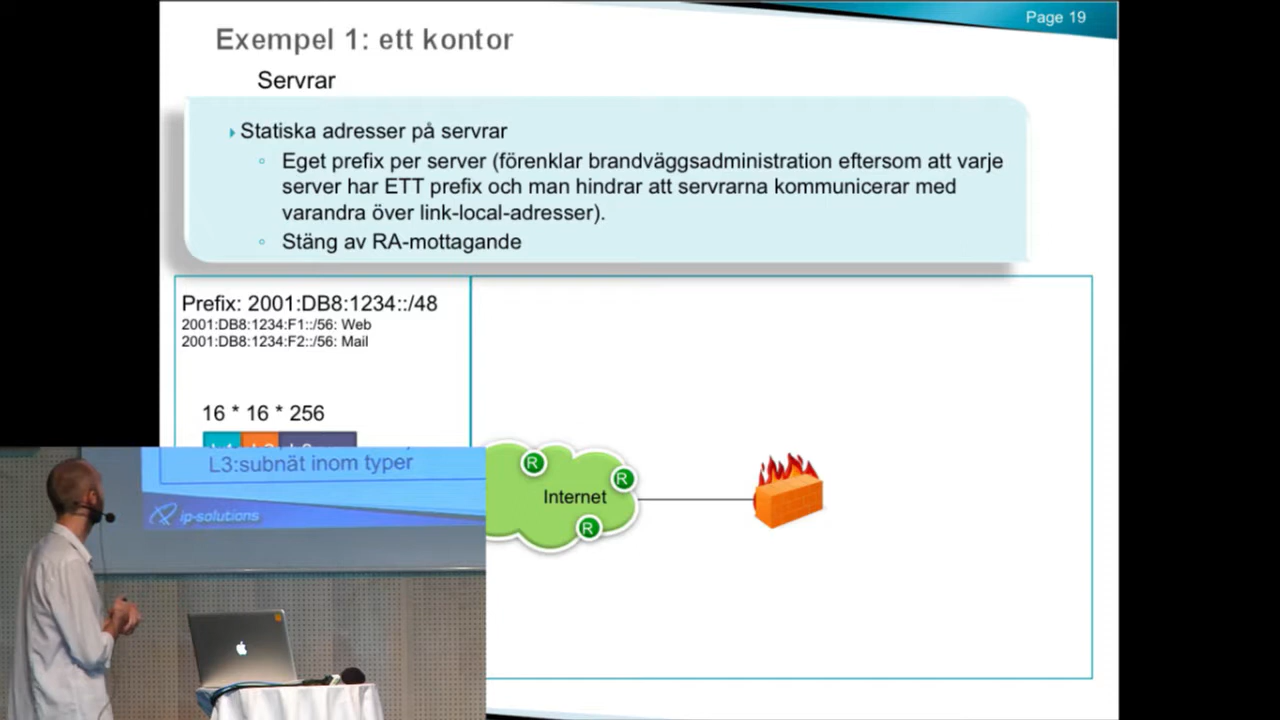 Page 19
Exempel 1: ett kontor
Servrar
Statiska adresser på servrar
Eget prefix per server (förenklar brandväggsadministration eftersom att varje
server har ETT prefix och man hindrar att servrarna kommunicerar med
varandra över link-local-adresser).
Stäng av RA-mottagande
Prefix: 2001:DB8:1234::/48
2001:DB8:1234:F1::/56: Web
2001:DB8:1234:F2::/56: Mail
16 * 16 * 256
L3:subnät inom typer
ip-solutions
R
R
Internet
R